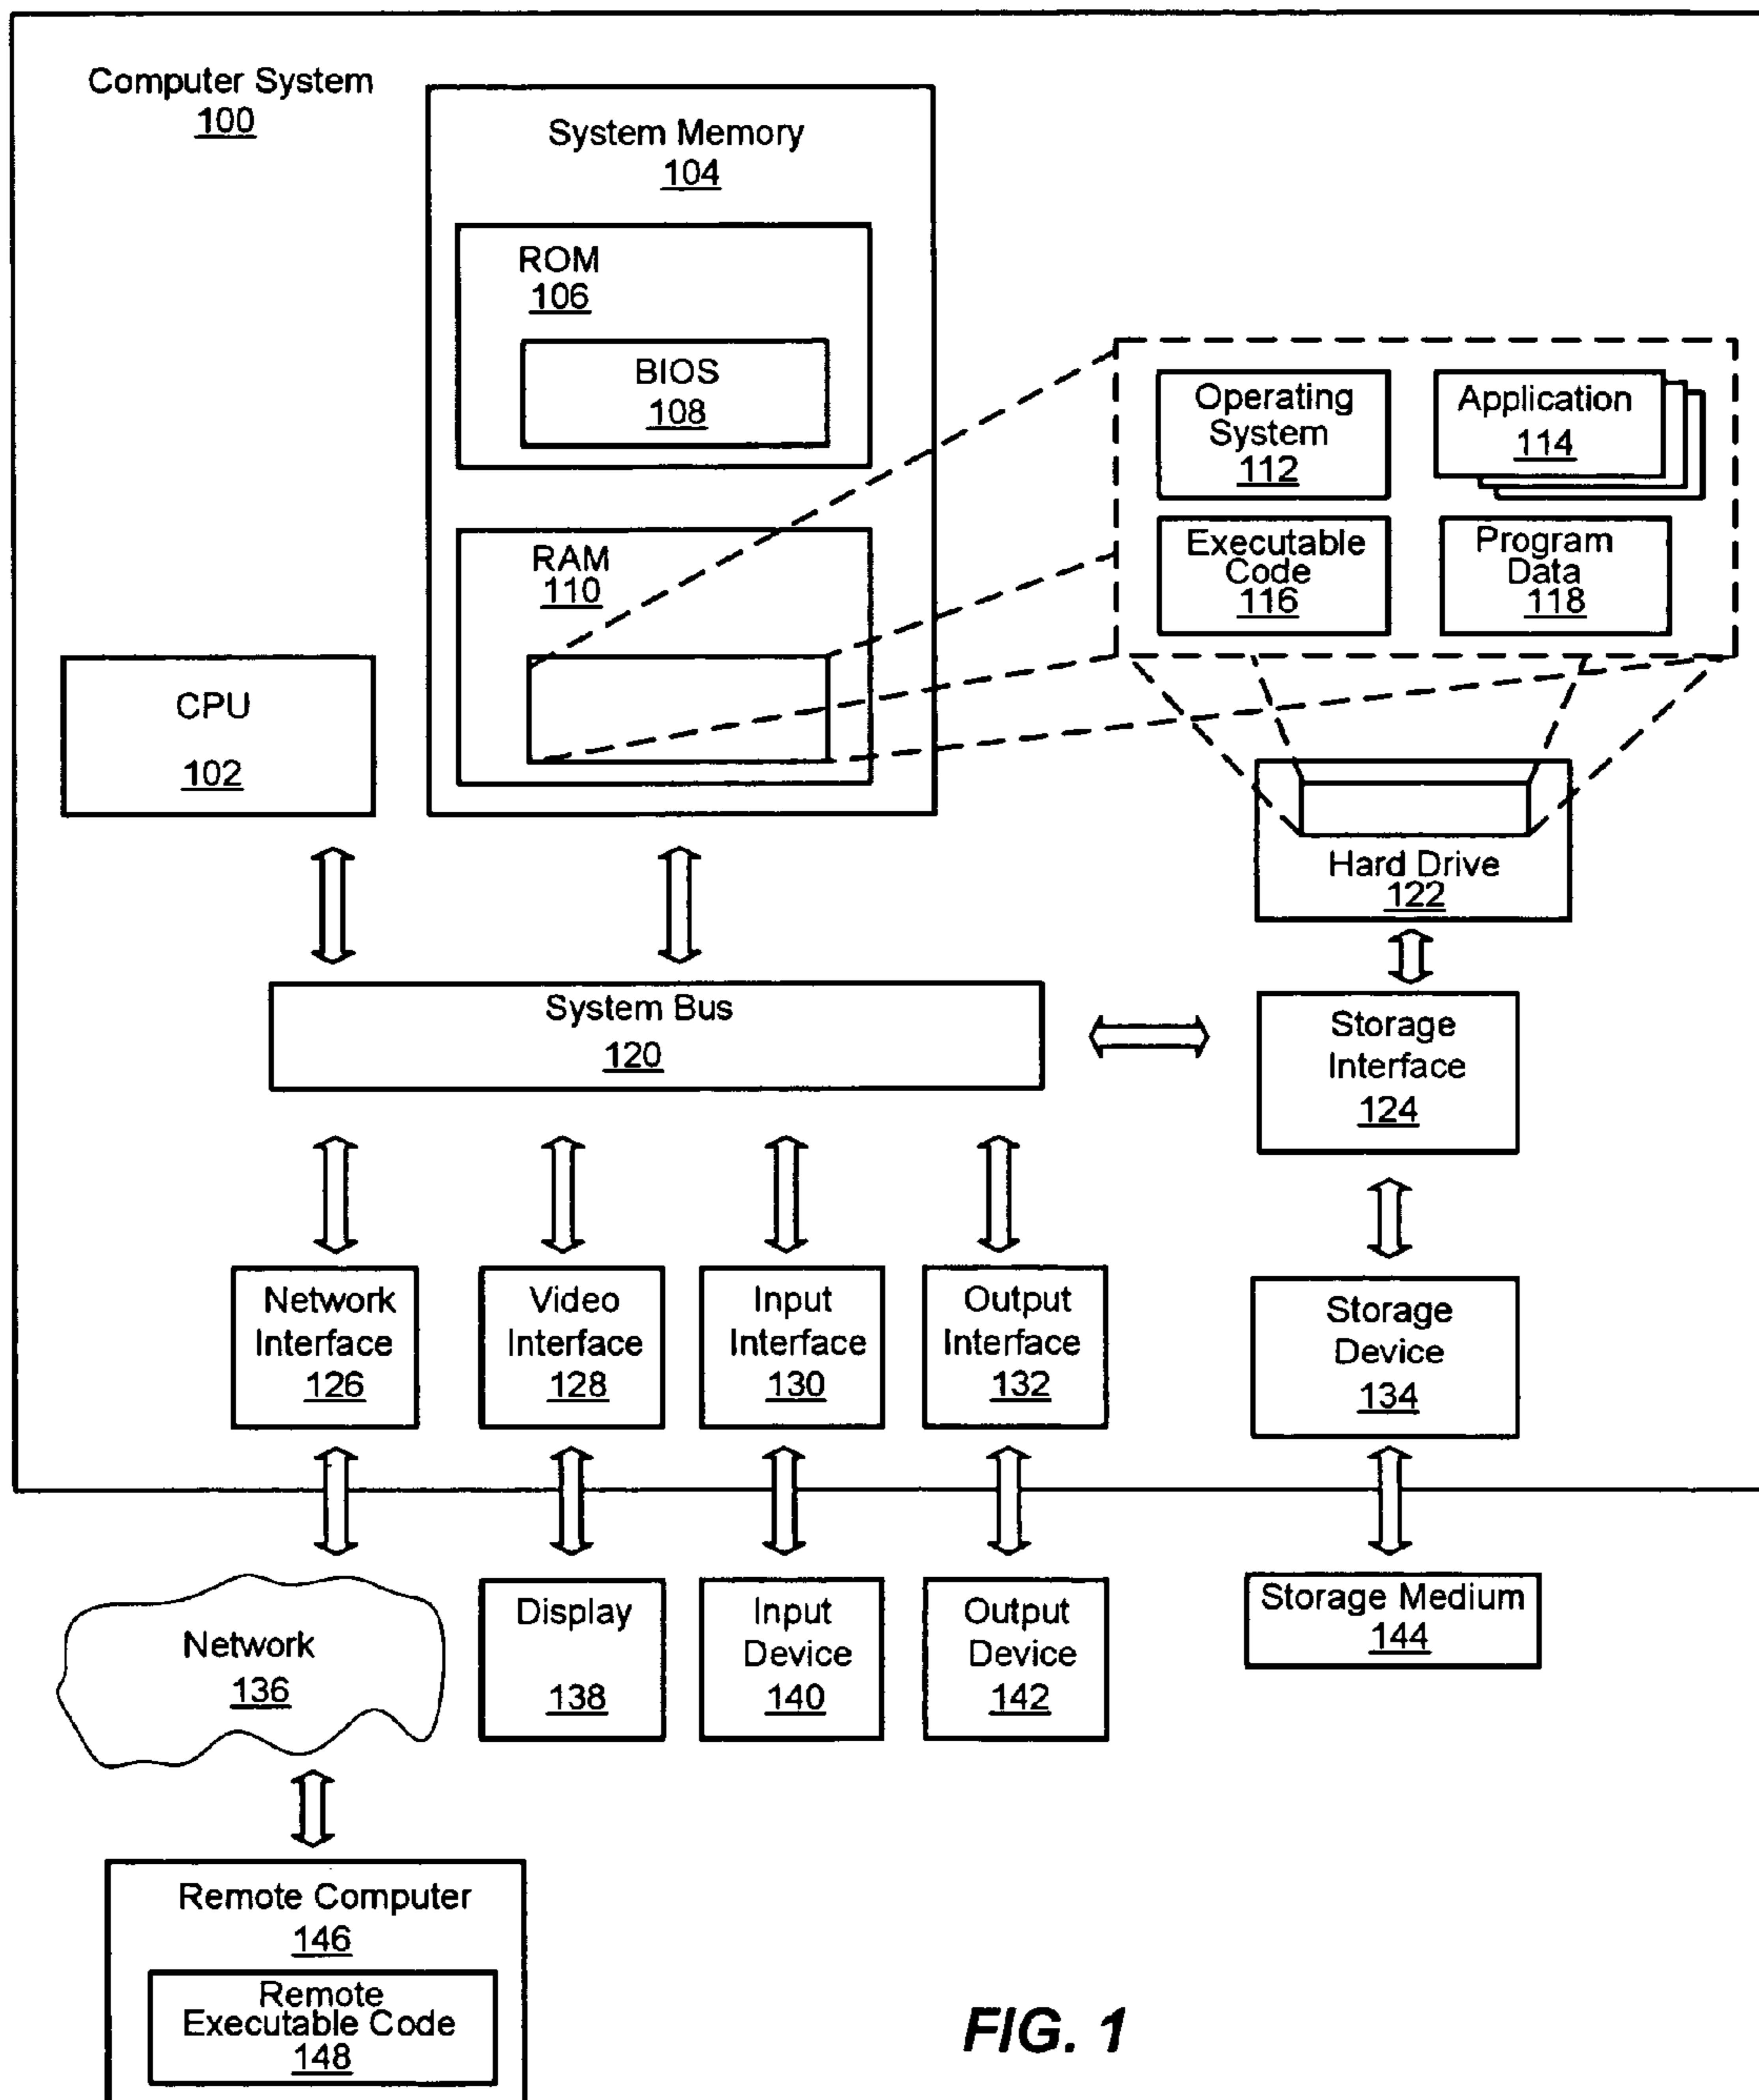 Computer System
100
System Memory
104
ROM
106
BIOS
108
RAM
110
Operating
System
112
Application
114
Executable
Code
116
Program
Data
118
CPU
102
Hard Drive
122
System Bus
120
Storage
Interface
124
Network
Interface
126
Video
Interface
128
Input
Interface
130
Output
Interface
132
Storage
Device
134
Network
136
Display
138
Input
Device
140
Output
Device
142
Storage Medium
144
Remote Computer
146
Remote
Executable Code
148
FIG. 1